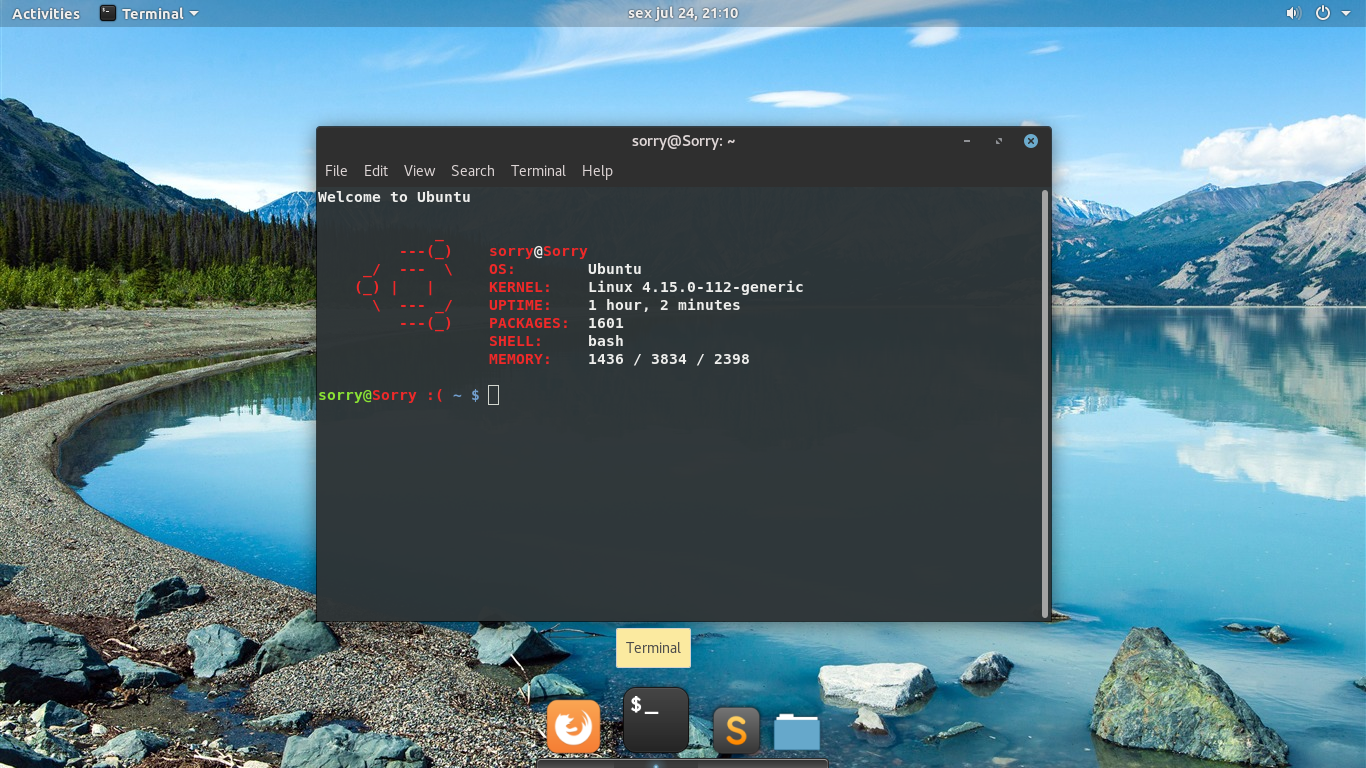 Activities Terminal sex jul 24, 21:10
sorry@Sorry: ~
File Edit View Search Terminal Help
Welcome to Ubuntu
_
---(_) sorry@Sorry
_/ --- \ OS: Ubuntu
(_) | | KERNEL: Linux 4.15.0-112-generic
\ --- _/ UPTIME: 1 hour, 2 minutes
---(_) PACKAGES: 1601
SHELL: bash
MEMORY: 1436 / 3834 / 2398
sorry@Sorry :( ~ $
Terminal
$_
S